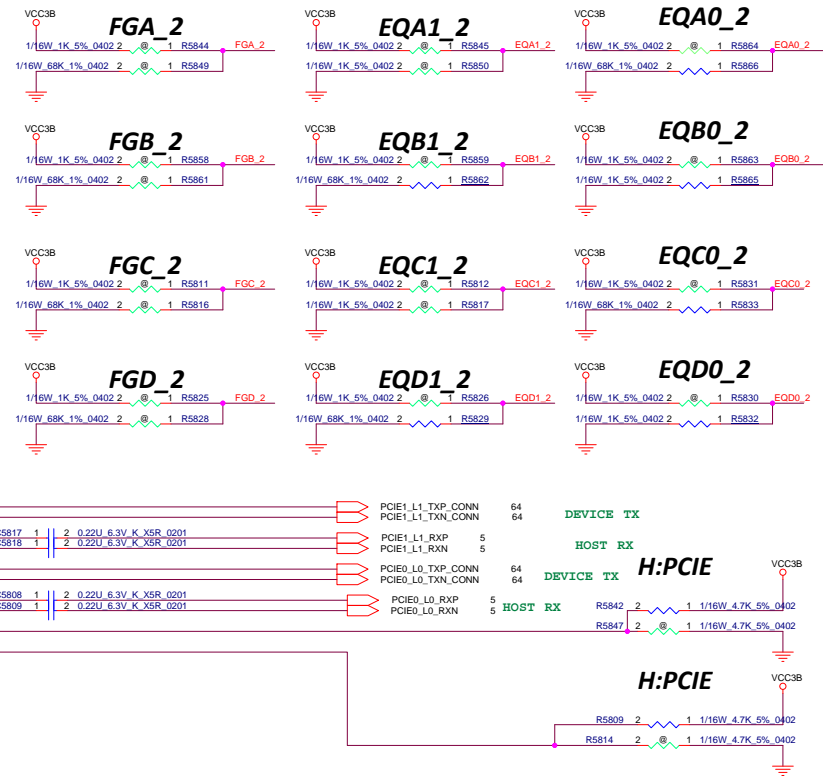 VCC3B
FGA_2
1/16W_1K_5%_0402 2 @ 1 R5844 FGA_2
1/16W_68K_1%_0402 2 @ 1 R5849
VCC3B
EQA1_2
1/16W_1K_5%_0402 2 @ 1 R5845 EQA1_2
1/16W_1K_5%_0402 2 @ 1 R5850
VCC3B
EQA0_2
1/16W_1K_5%_0402 2 @ 1 R5864 EQA0_2
1/16W_68K_1%_0402 2 1 R5866
VCC3B
FGB_2
1/16W_1K_5%_0402 2 @ 1 R5858 FGB_2
1/16W_68K_1%_0402 2 @ 1 R5861
VCC3B
EQB1_2
1/16W_1K_5%_0402 2 @ 1 R5859 EQB1_2
1/16W_68K_1%_0402 2 1 R5862
VCC3B
EQB0_2
1/16W_1K_5%_0402 2 @ 1 R5863 EQB0_2
1/16W_1K_5%_0402 2 1 R5865
VCC3B
FGC_2
1/16W_1K_5%_0402 2 @ 1 R5811 FGC_2
1/16W_68K_1%_0402 2 @ 1 R5816
VCC3B
EQC1_2
1/16W_1K_5%_0402 2 @ 1 R5812 EQC1_2
1/16W_1K_5%_0402 2 @ 1 R5817
VCC3B
EQC0_2
1/16W_1K_5%_0402 2 @ 1 R5831 EQC0_2
1/16W_68K_1%_0402 2 1 R5833
VCC3B
FGD_2
1/16W_1K_5%_0402 2 @ 1 R5825 FGD_2
1/16W_68K_1%_0402 2 @ 1 R5828
VCC3B
EQD1_2
1/16W_1K_5%_0402 2 @ 1 R5826 EQD1_2
1/16W_68K_1%_0402 2 1 R5829
VCC3B
EQD0_2
1/16W_1K_5%_0402 2 @ 1 R5830 EQD0_2
1/16W_1K_5%_0402 2 1 R5832
PCIE1_L1_TXP_CONN 64
PCIE1_L1_TXN_CONN 64
DEVICE TX
C5817 1 2 0.22U_6.3V_K_X5R_0201 PCIE1_L1_RXP 5
C5818 1 2 0.22U_6.3V_K_X5R_0201 PCIE1_L1_RXN 5
HOST RX
PCIE0_L0_TXP_CONN 64
PCIE0_L0_TXN_CONN 64
DEVICE TX
C5808 1 2 0.22U_6.3V_K_X5R_0201 PCIE0_L0_RXP 5
C5809 1 2 0.22U_6.3V_K_X5R_0201 PCIE0_L0_RXN 5
HOST RX
H:PCIE
VCC3B
R5842 2 1 1/16W_4.7K_5%_0402
R5847 2 @ 1 1/16W_4.7K_5%_0402
H:PCIE
VCC3B
R5809 2 1 1/16W_4.7K_5%_0402
R5814 2 @ 1 1/16W_4.7K_5%_0402